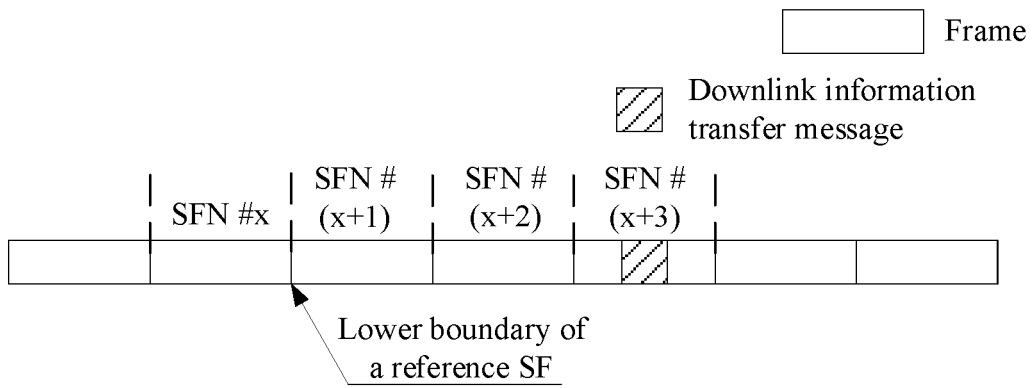 Frame
Downlink information
transfer message
SFN #x
SFN #
(x+1)
SFN #
(x+2)
SFN #
(x+3)
Lower boundary of
a reference SF